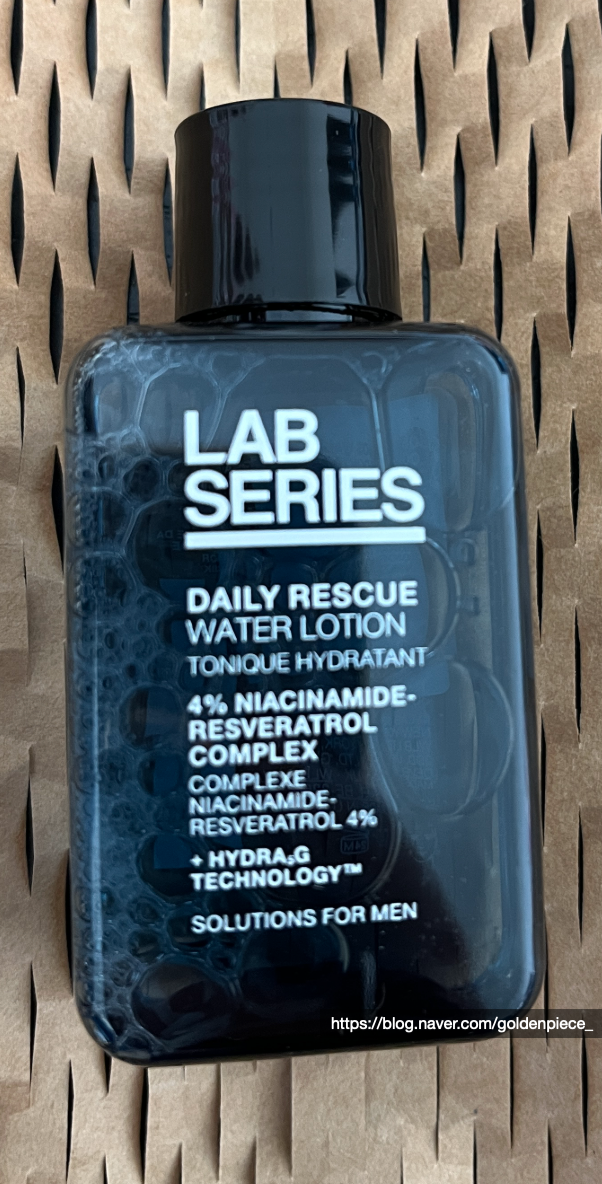 LAB
SERIES
DAILY RESCUE
WATER LOTION
TONIQUE HYDRATANT
4% NIACINAMIDE-
RESVERATROL
COMPLEX
COMPLEXE
NIACINAMIDE-
RESVERATROL 4%
+ HYDRA₅G
TECHNOLOGY™
SOLUTIONS FOR MEN
https://blog.naver.com/goldenpiece_